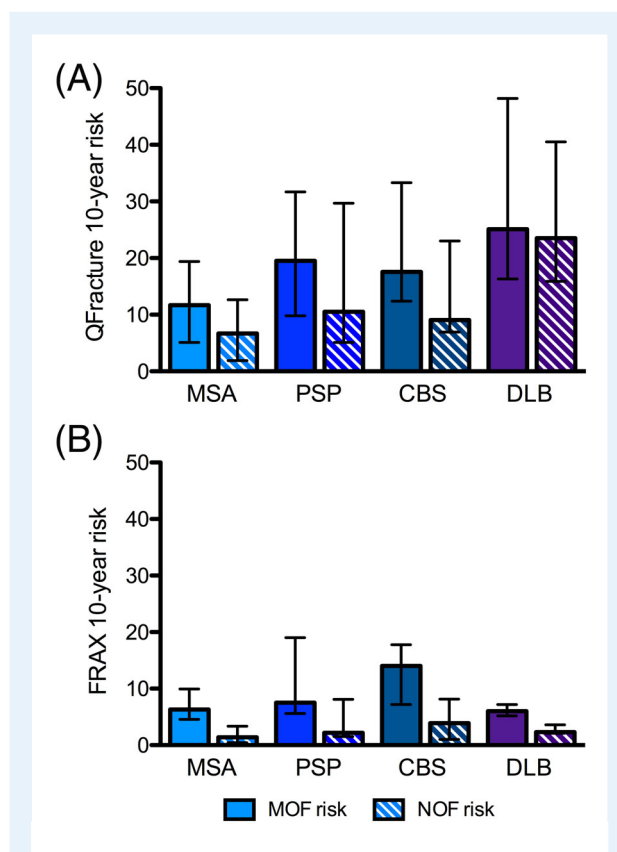 (A)
QFracture 10-year risk
50
40
30
20
10
0
MSA PSP CBS DLB
(B)
FRAX 10-year risk
50
40
30
20
10
0
MSA PSP CBS DLB
MOF risk NOF risk